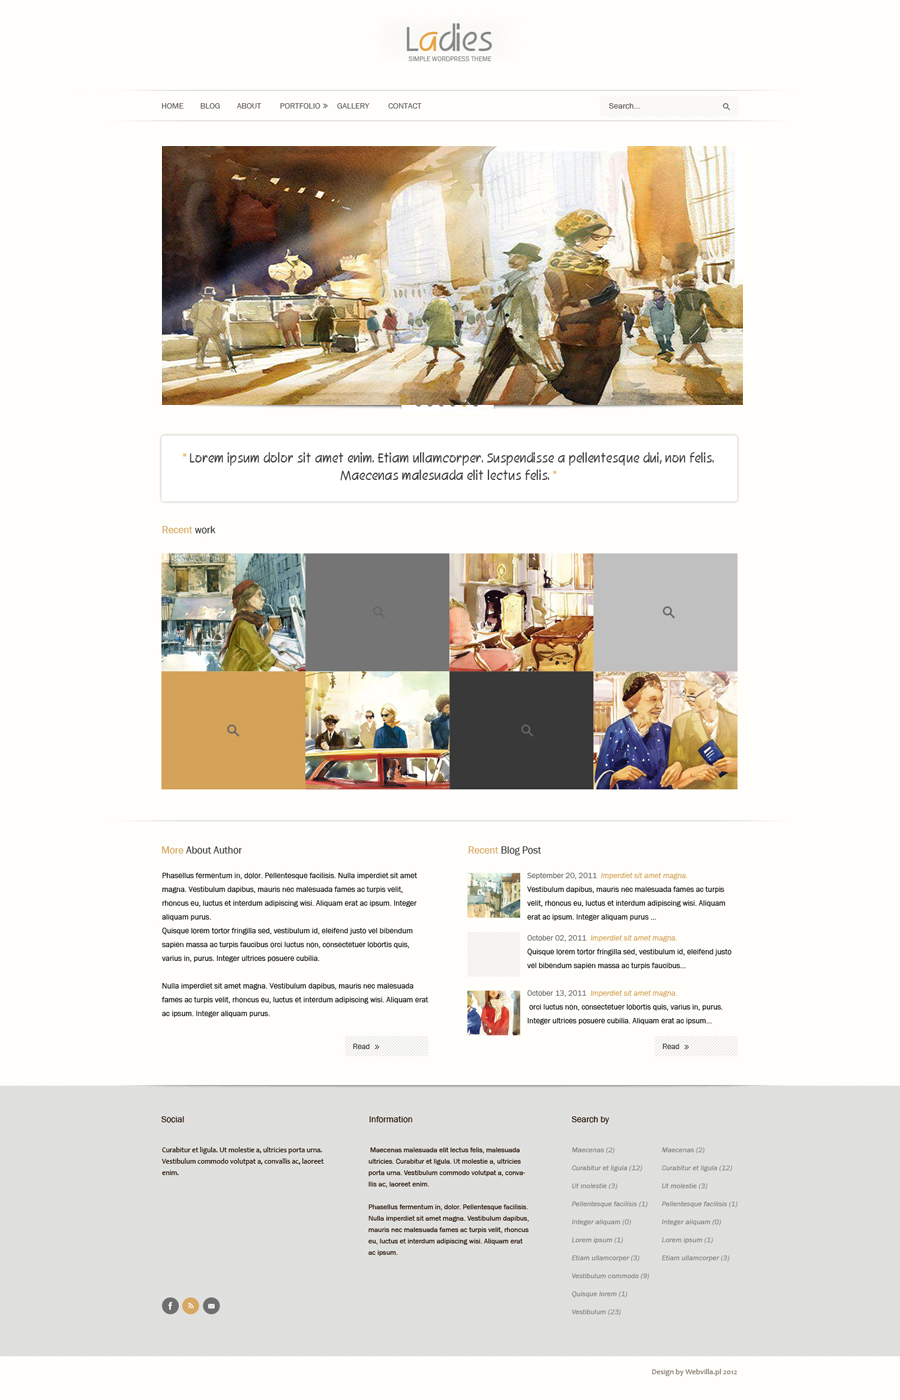 Ladies
SIMPLE WORDPRESS THEME
HOME BLOG ABOUT PORTFOLIO » GALLERY CONTACT Search...
" Lorem ipsum dolor sit amet enim. Etiam ullamcorper. Suspendisse a pellentesque dui, non felis.
Maecenas malesuada elit lectus felis. "
Recent work
More About Author
Phasellus fermentum in, dolor. Pellentesque facilisis. Nulla imperdiet sit amet
magna. Vestibulum dapibus, mauris nec malesuada fames ac turpis velit,
rhoncus eu, luctus et interdum adipiscing wisi. Aliquam erat ac ipsum. Integer
aliquam purus.
Quisque lorem tortor fringilla sed, vestibulum id, eleifend justo vel bibendum
sapien massa ac turpis faucibus orci luctus non, consectetuer lobortis quis,
varius in, purus. Integer ultrices posuere cubilia.
Nulla imperdiet sit amet magna. Vestibulum dapibus, mauris nec malesuada
fames ac turpis velit, rhoncus eu, luctus et interdum adipiscing wisi. Aliquam erat
ac ipsum. Integer aliquam purus.
Read »
Recent Blog Post
September 20, 2011 Imperdiet sit amet magna.
Vestibulum dapibus, mauris nec malesuada fames ac turpis
velit, rhoncus eu, luctus et interdum adipiscing wisi. Aliquam
erat ac ipsum. Integer aliquam purus ...
October 02, 2011 Imperdiet sit amet magna.
Quisque lorem tortor fringilla sed, vestibulum id, eleifend justo
vel bibendum sapien massa ac turpis faucibus...
October 13, 2011 Imperdiet sit amet magna.
orci luctus non, consectetuer lobortis quis, varius in, purus.
Integer ultrices posuere cubilia. Aliquam erat ac ipsum...
Read »
Social
Curabitur et ligula. Ut molestie a, ultricies porta urna.
Vestibulum commodo volutpat a, convallis ac, laoreet
enim.
Information
Maecenas malesuada elit lectus felis, malesuada
ultricies. Curabitur et ligula. Ut molestie a, ultricies
porta urna. Vestibulum commodo volutpat a, conva-
llis ac, laoreet enim.
Phasellus fermentum in, dolor. Pellentesque facilisis.
Nulla imperdiet sit amet magna. Vestibulum dapibus,
mauris nec malesuada fames ac turpis velit, rhoncus
eu, luctus et interdum adipiscing wisi. Aliquam erat
ac ipsum.
Search by
Maecenas (2) Maecenas (2)
Curabitur et ligula (12) Curabitur et ligula (12)
Ut molestie (3) Ut molestie (3)
Pellentesque facilisis (1) Pellentesque facilisis (1)
Integer aliquam (0) Integer aliquam (0)
Lorem ipsum (1) Lorem ipsum (1)
Etiam ullamcorper (3) Etiam ullamcorper (3)
Vestibulum commodo (9)
Quisque lorem (1)
Vestibulum (23)
Design by Webvilla.pl 2012